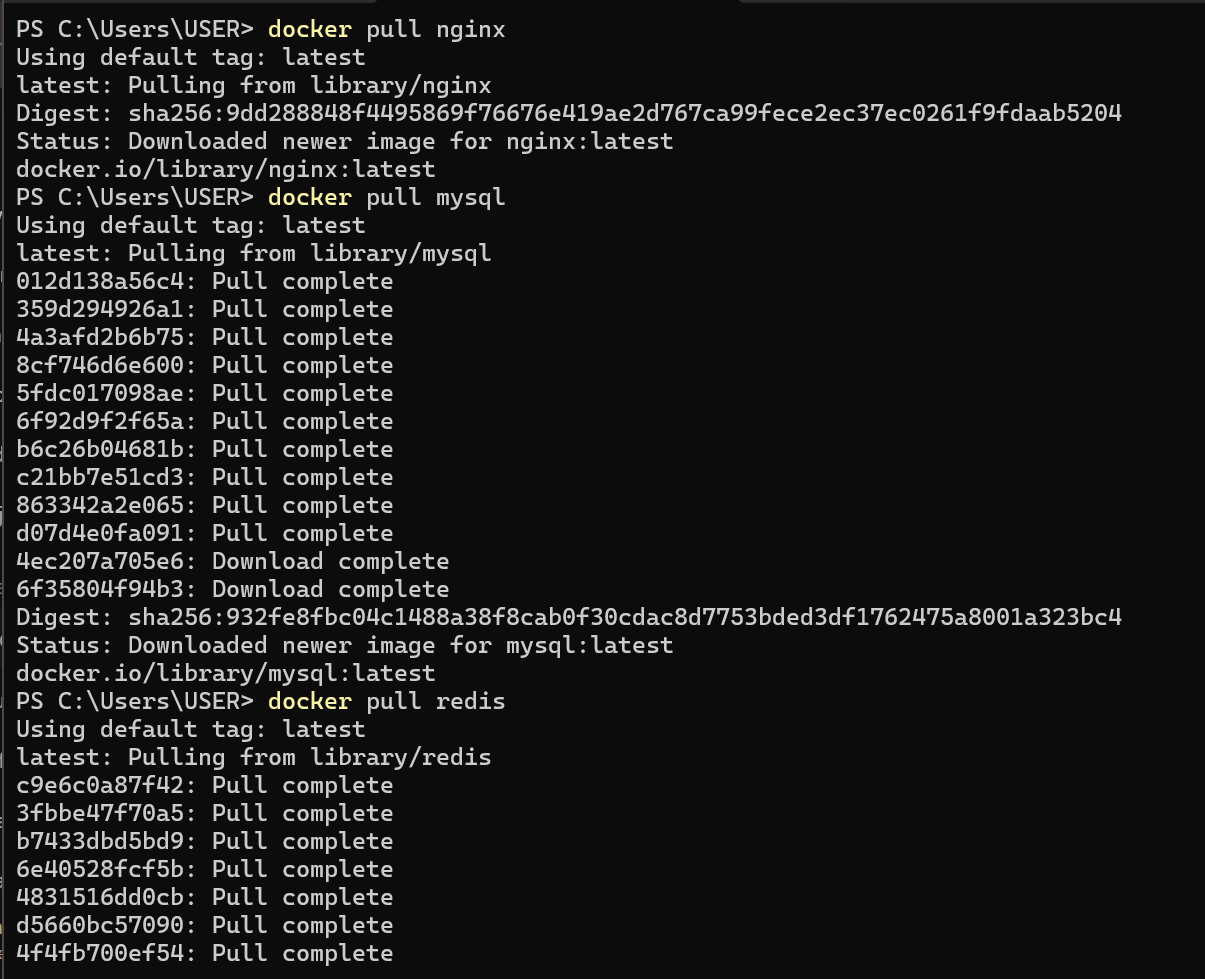 PS C:\Users\USER> docker pull nginx
Using default tag: latest
latest: Pulling from library/nginx
Digest: sha256:9dd288848f4495869f76676e419ae2d767ca99fece2ec37ec0261f9fdaab5204
Status: Downloaded newer image for nginx:latest
docker.io/library/nginx:latest
PS C:\Users\USER> docker pull mysql
Using default tag: latest
latest: Pulling from library/mysql
012d138a56c4: Pull complete
359d294926a1: Pull complete
4a3afd2b6b75: Pull complete
8cf746d6e600: Pull complete
5fdc017098ae: Pull complete
6f92d9f2f65a: Pull complete
b6c26b04681b: Pull complete
c21bb7e51cd3: Pull complete
863342a2e065: Pull complete
d07d4e0fa091: Pull complete
4ec207a705e6: Download complete
6f35804f94b3: Download complete
Digest: sha256:932fe8fbc04c1488a38f8cab0f30cdac8d7753bded3df1762475a8001a323bc4
Status: Downloaded newer image for mysql:latest
docker.io/library/mysql:latest
PS C:\Users\USER> docker pull redis
Using default tag: latest
latest: Pulling from library/redis
c9e6c0a87f42: Pull complete
3fbbe47f70a5: Pull complete
b7433dbd5bd9: Pull complete
6e40528fcf5b: Pull complete
4831516dd0cb: Pull complete
d5660bc57090: Pull complete
4f4fb700ef54: Pull complete